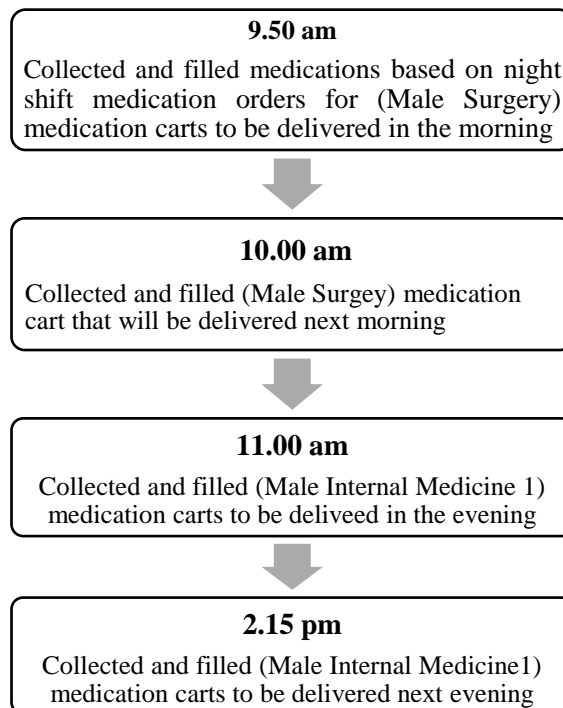 9.50 am
Collected and filled medications based on night
shift medication orders for (Male Surgery)
medication carts to be delivered in the morning
10.00 am
Collected and filled (Male Surgey) medication
cart that will be delivered next morning
11.00 am
Collected and filled (Male Internal Medicine 1)
medication carts to be deliveed in the evening
2.15 pm
Collected and filled (Male Internal Medicine1)
medication carts to be delivered next evening